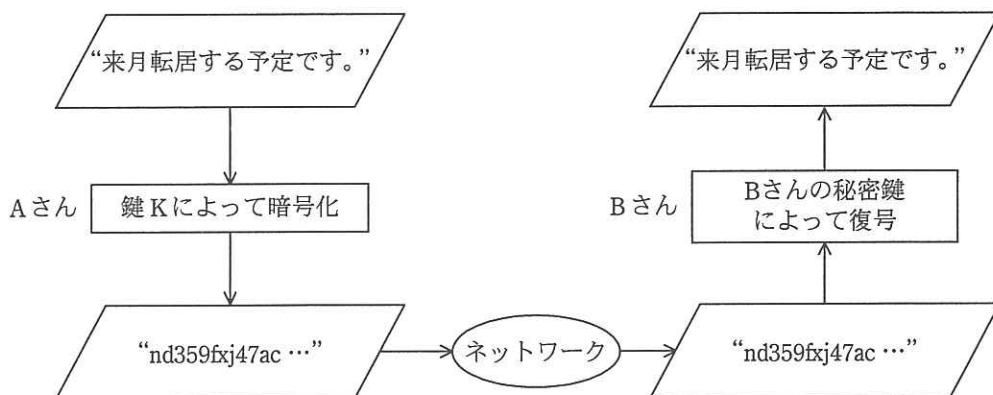 “来月転居する予定です。”
“来月転居する予定です。”
Aさん
鍵Kによって暗号化
Bさん
Bさんの秘密鍵
によって復号
“nd359fxj47ac …”
ネットワーク
“nd359fxj47ac …”